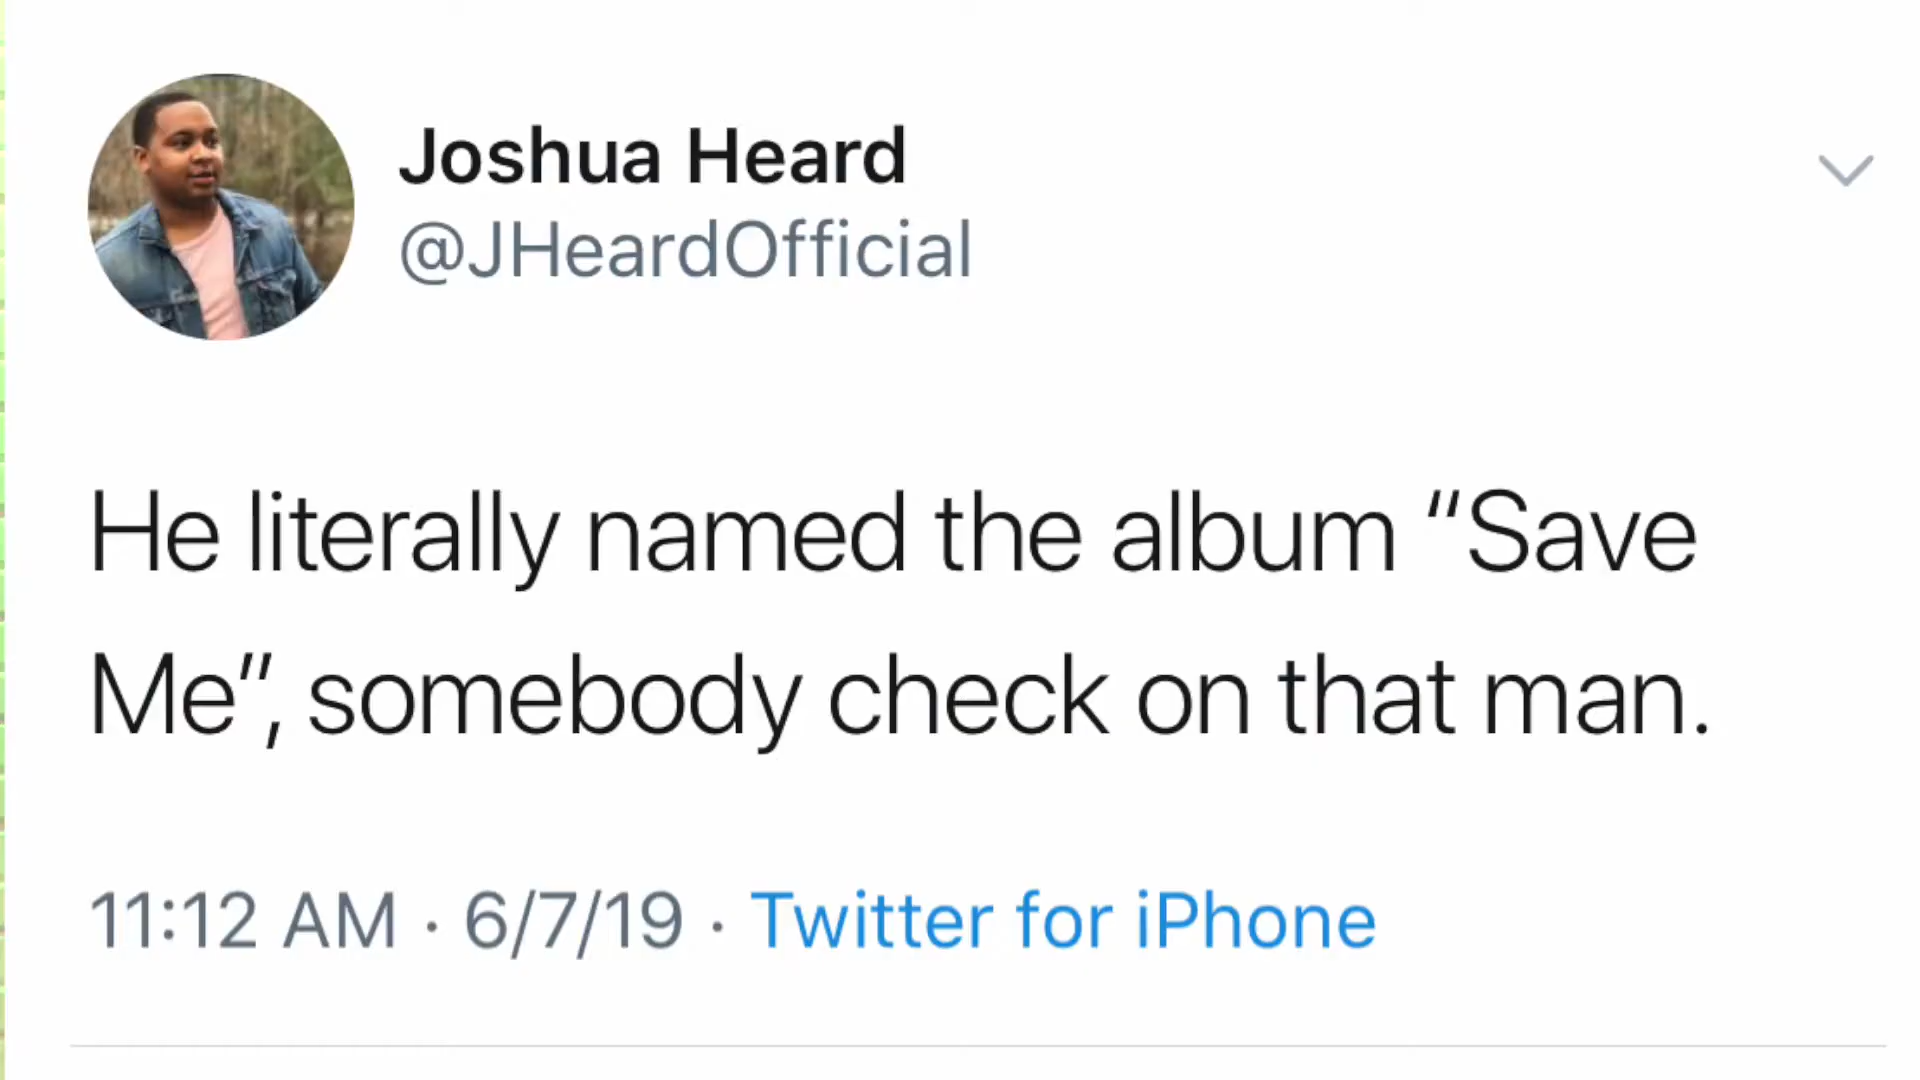 Joshua Heard
@JHeardOfficial
He literally named the album “Save
Me”, somebody check on that man.
11:12 AM · 6/7/19 · Twitter for iPhone